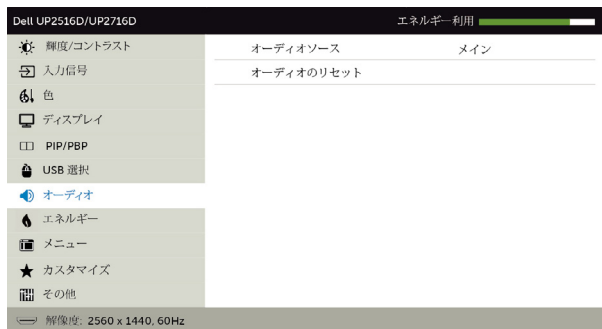 Dell UP2516D/UP2716D エネルギー利用
輝度/コントラスト オーディオソース メイン
入力信号 オーディオのリセット
色
ディスプレイ
PIP/PBP
USB 選択
オーディオ
エネルギー
メニュー
カスタマイズ
その他
解像度: 2560 x 1440, 60Hz